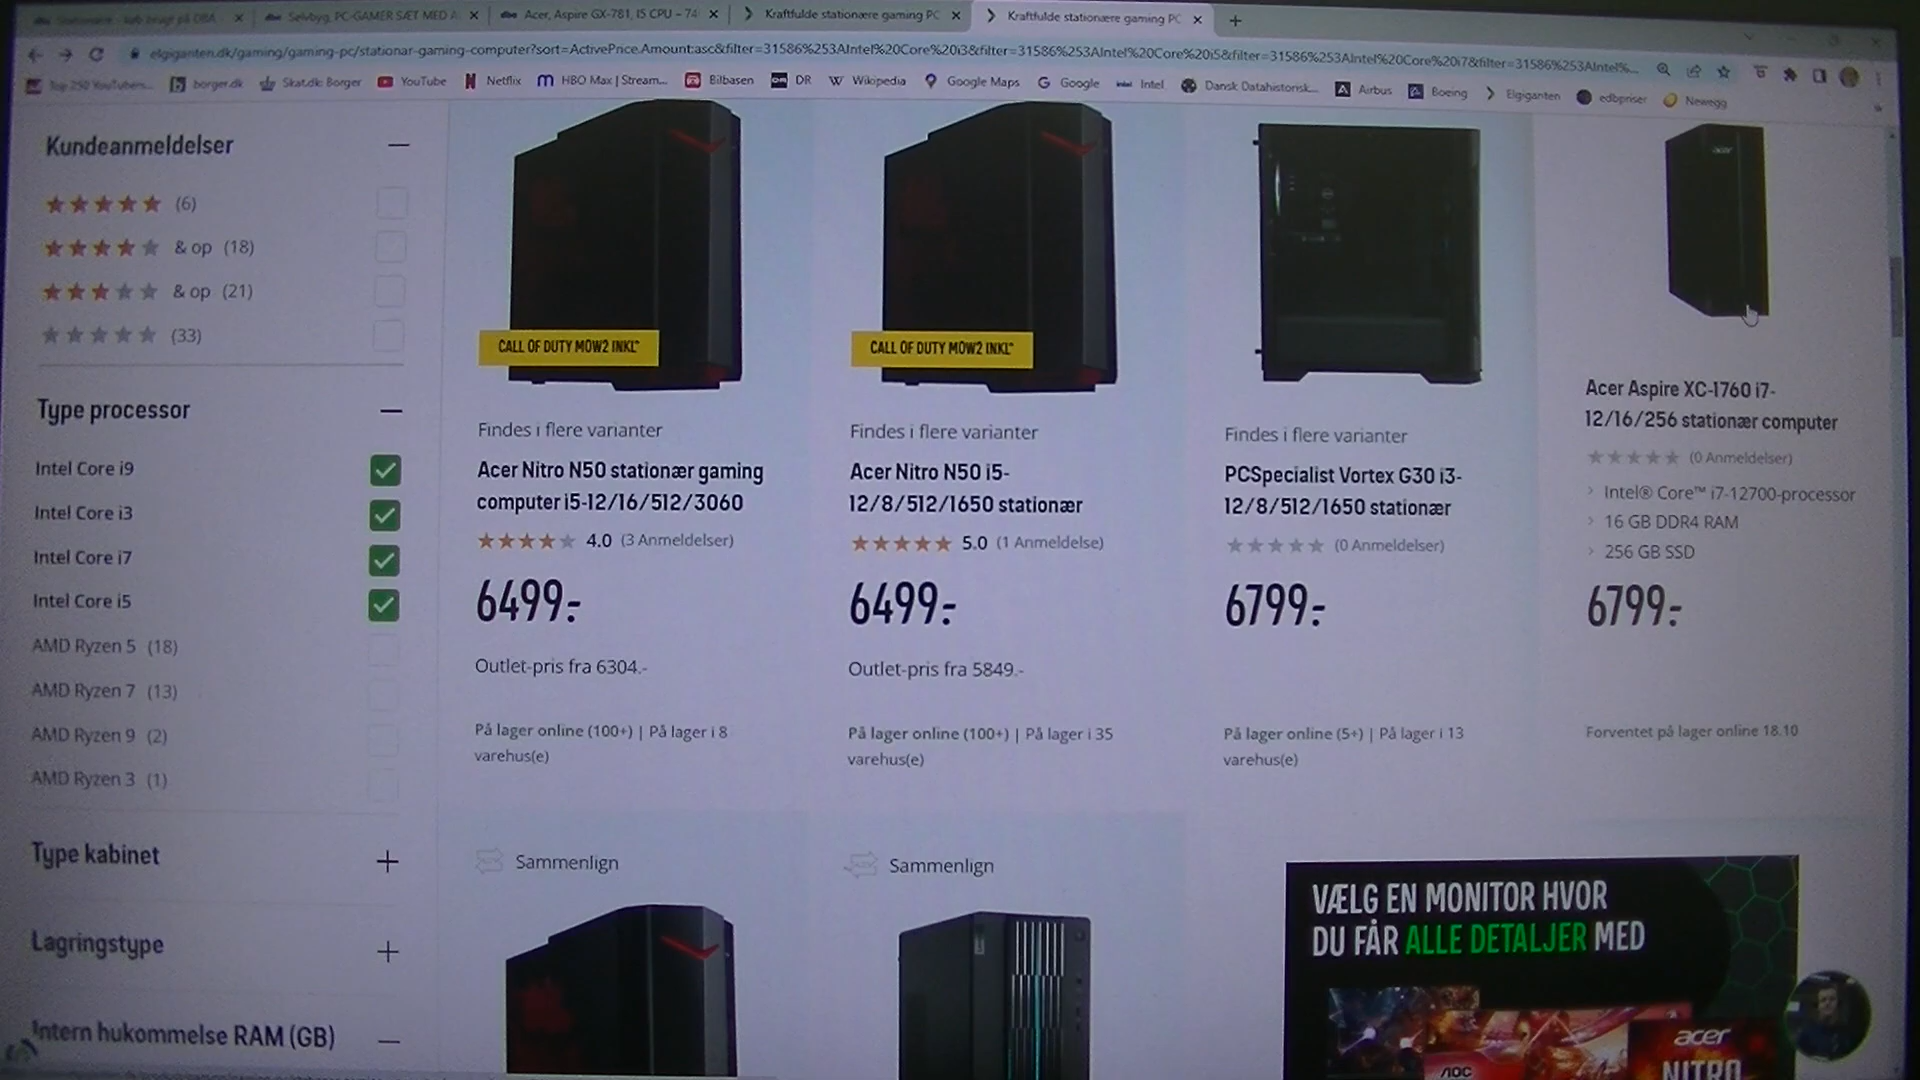 Selvbyg, PC-GAMER SÆT MED A
Acer, Aspire GX-781, I5 CPU – 74
Kraftfulde stationære gaming PC
Kraftfulde stationære gaming PC
elgiganten.dk/gaming/gaming-pc/stationar-gaming-computer?sort=ActivePrice.Amount:asc&filter=31586%253AIntel%20Core%20i3&filter=31586%253AIntel%20Core%20i5&filter=31586%253AIntel%20Core%20i7&filter=31586%253AIntel%...
Top 250 YouTubers...
borger.dk
Skat.dk: Borger
YouTube
Netflix
HBO Max | Stream...
Bilbasen
DR
Wikipedia
Google Maps
Google
Intel
Dansk Datahistorisk...
Airbus
Boeing
Elgiganten
edbpriser
Newegg
Kundeanmeldelser
(6)
& op (18)
& op (21)
(33)
Type processor
Intel Core i9
Intel Core i3
Intel Core i7
Intel Core i5
AMD Ryzen 5 (18)
AMD Ryzen 7 (13)
AMD Ryzen 9 (2)
AMD Ryzen 3 (1)
Type kabinet
Lagringstype
Intern hukommelse RAM (GB)
CALL OF DUTY MOW2 INKL*
Findes i flere varianter
Acer Nitro N50 stationær gaming
computer i5-12/16/512/3060
4.0 (3 Anmeldelser)
6499.-
Outlet-pris fra 6304.-
På lager online (100+) | På lager i 8
varehus(e)
CALL OF DUTY MOW2 INKL*
Findes i flere varianter
Acer Nitro N50 i5-
12/8/512/1650 stationær
5.0 (1 Anmeldelse)
6499.-
Outlet-pris fra 5849.-
På lager online (100+) | På lager i 35
varehus(e)
Findes i flere varianter
PCSpecialist Vortex G30 i3-
12/8/512/1650 stationær
(0 Anmeldelser)
6799.-
På lager online (5+) | På lager i 13
varehus(e)
acer
Acer Aspire XC-1760 i7-
12/16/256 stationær computer
(0 Anmeldelser)
Intel® Core™ i7-12700-processor
16 GB DDR4 RAM
256 GB SSD
6799.-
Forventet på lager online 18.10
Sammenlign
Sammenlign
VÆLG EN MONITOR HVOR
DU FÅR ALLE DETALJER MED
AOC
acer
NITRO